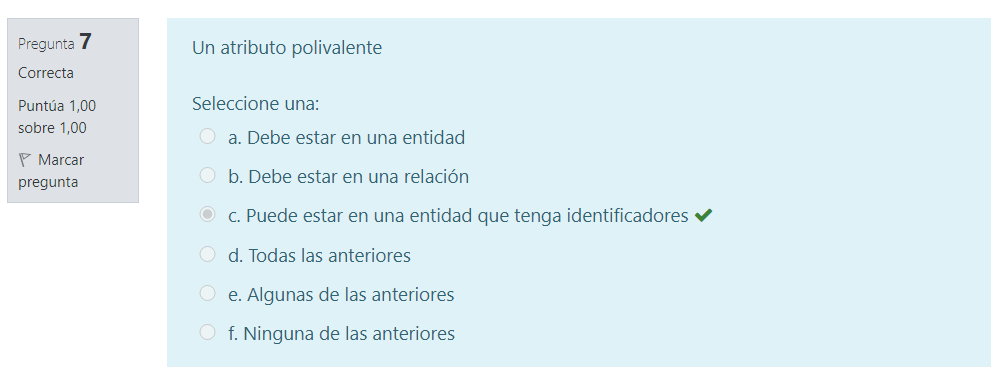 Pregunta 7
Correcta
Puntúa 1,00
sobre 1,00
Marcar
pregunta
Un atributo polivalente
Seleccione una:
a. Debe estar en una entidad
b. Debe estar en una relación
c. Puede estar en una entidad que tenga identificadores
d. Todas las anteriores
e. Algunas de las anteriores
f. Ninguna de las anteriores